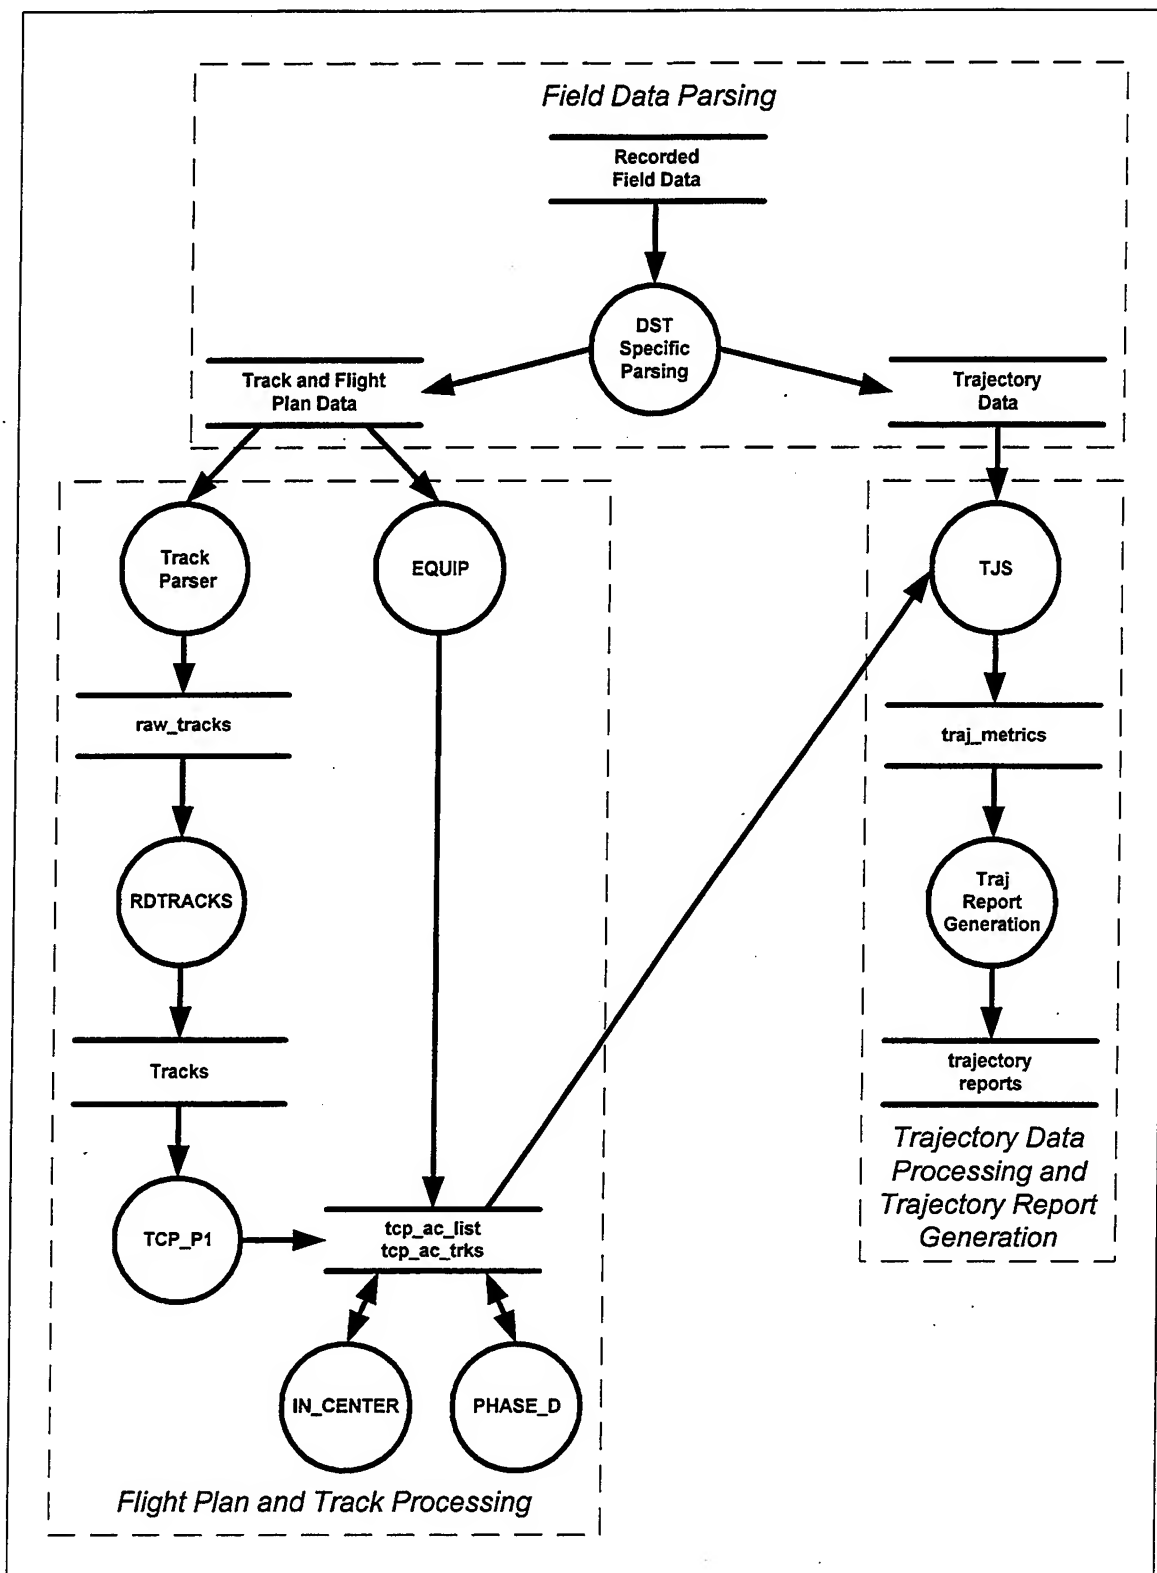 Field Data Parsing
Recorded
Field Data
DST
Specific
Parsing
Track and Flight
Plan Data
Trajectory
Data
Track
Parser
EQUIP
TJS
raw_tracks
traj_metrics
RDTRACKS
Traj
Report
Generation
Tracks
trajectory
reports
Trajectory Data
Processing and
Trajectory Report
Generation
TCP_P1
tcp_ac_list
tcp_ac_trks
IN_CENTER
PHASE_D
Flight Plan and Track Processing